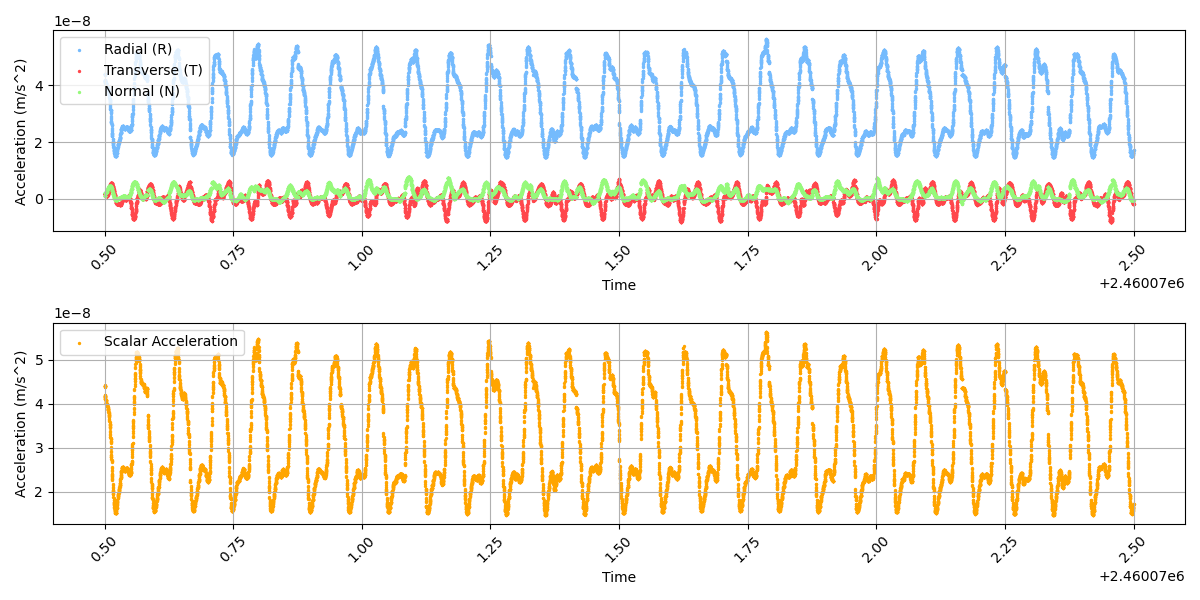 1e−8
Radial (R)
Transverse (T)
Normal (N)
Acceleration (m/s^2)
4
2
0
0.50 0.75 1.00 1.25 1.50 1.75 2.00 2.25 2.50
Time
+2.46007e6
1e−8
Scalar Acceleration
Acceleration (m/s^2)
5
4
3
2
0.50 0.75 1.00 1.25 1.50 1.75 2.00 2.25 2.50
Time
+2.46007e6